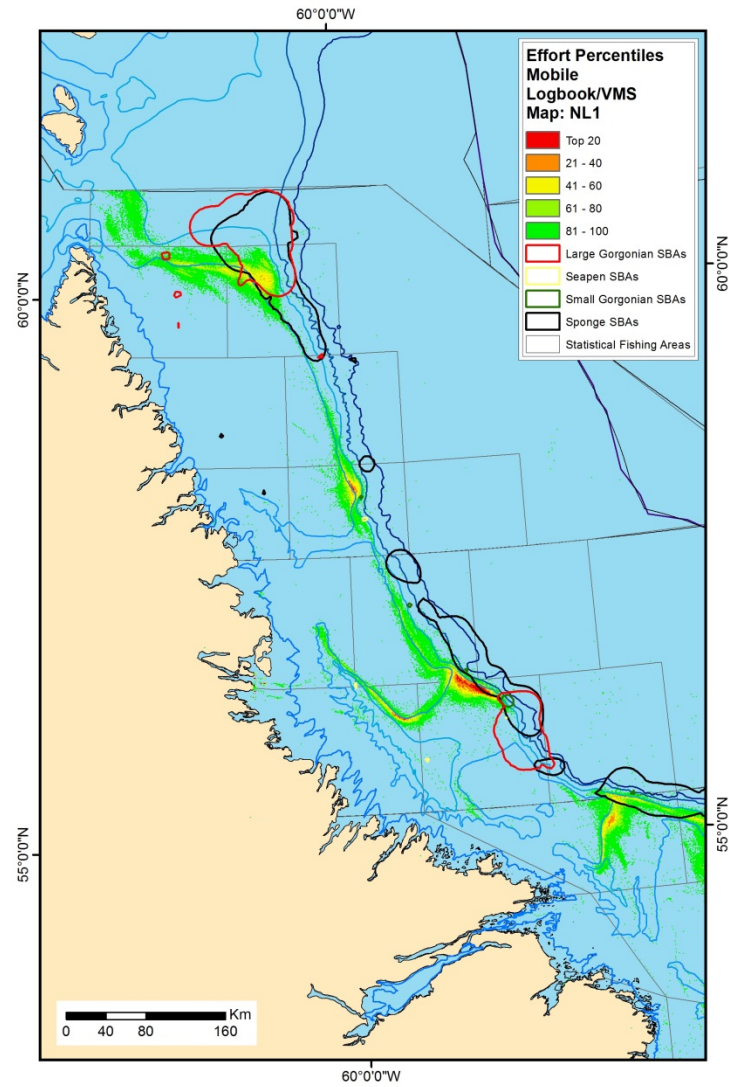 60°0'0"W
Effort Percentiles
Mobile
Logbook/VMS
Map: NL1
Top 20
21 - 40
41 - 60
61 - 80
81 - 100
Large Gorgonian SBAs
Seapen SBAs
Small Gorgonian SBAs
Sponge SBAs
Statistical Fishing Areas
60°0'0"N
60°0'0"N
55°0'0"N
55°0'0"N
Km
0 40 80 160
60°0'0"W